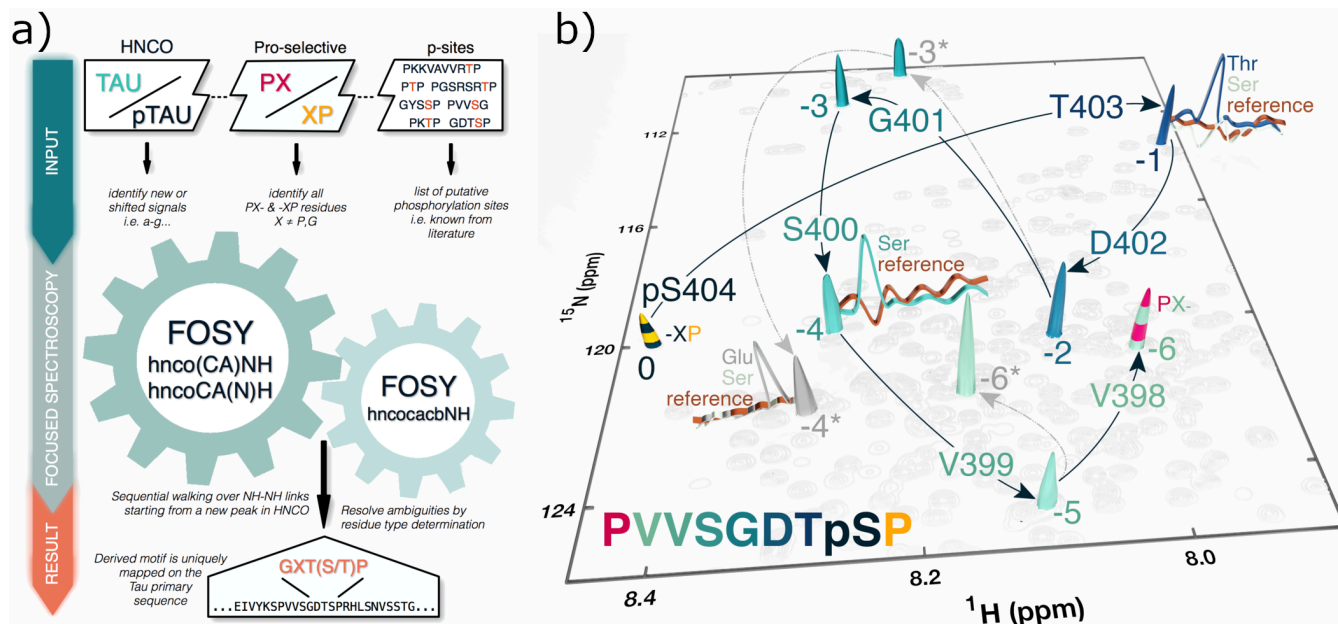 a)
HNCO
Pro-selective
p-sites
TAU
pTAU
PX
XP
PKKVAVVRTP
PTP PGSRSRTP
GYSSP PVVSG
PKTP GDTSP
INPUT
identify new or
shifted signals
i.e. a-g...
identify all
PX- & -XP residues
X ≠ P,G
list of putative
phosphorylation sites
i.e. known from
literature
FOCUSED SPECTROSCOPY
FOSY
hnco(CA)NH
hncoCA(N)H
FOSY
hncocacbNH
Sequential walking over NH-NH links
starting from a new peak in HNCO
Resolve ambiguities by
residue type determination
RESULT
Derived motif is uniquely
mapped on the
Tau primary
sequence
GXT(S/T)P
...EIVYKSPVVSGDTSPRHLSNVSSTG...
b)
-3*
-3
G401
T403
Thr
Ser
reference
-1
112
116
120
124
15N (ppm)
S400
Ser
reference
D402
pS404
-XP
0
-4
-2
PX-
-6
Glu
Ser
reference
-4*
-6*
V398
V399
-5
PVVSGDTpSP
8.4
8.2
8.0
1H (ppm)